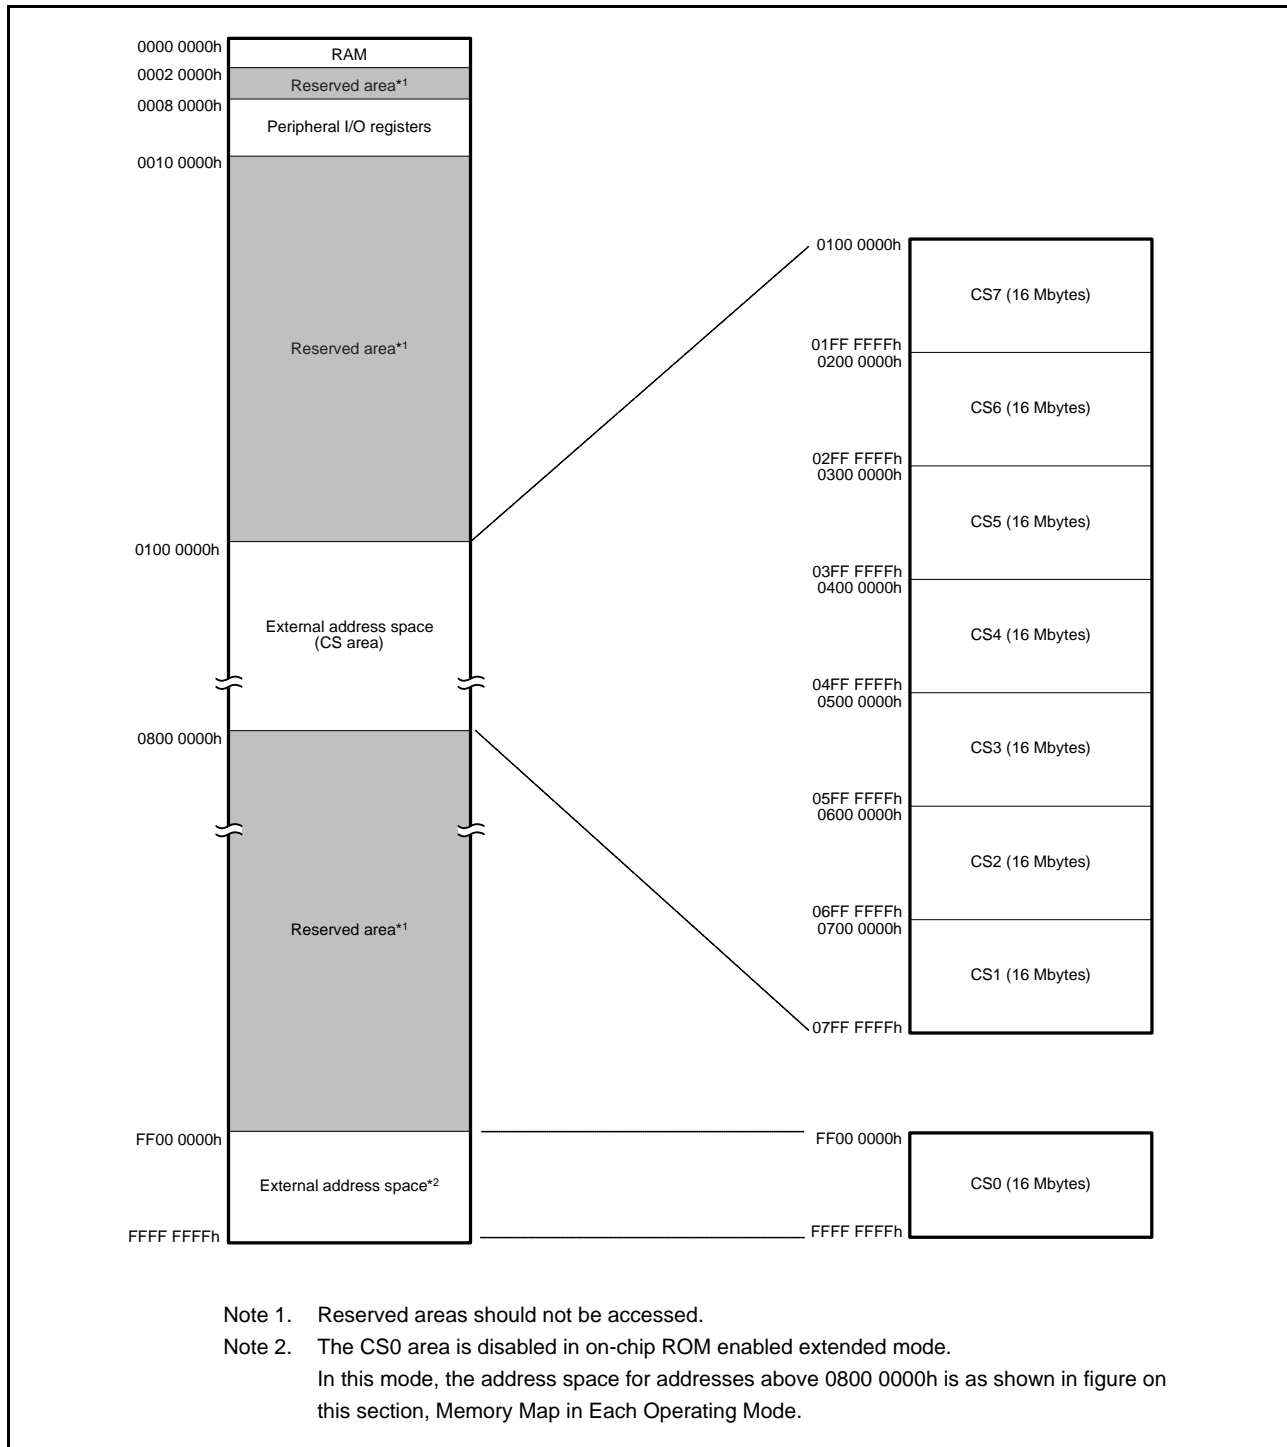 0000 0000h
RAM
0002 0000h
Reserved area*1
0008 0000h
Peripheral I/O registers
0010 0000h
Reserved area*1
0100 0000h
External address space
(CS area)
0800 0000h
Reserved area*1
FF00 0000h
External address space*2
FFFF FFFFh
0100 0000h
CS7 (16 Mbytes)
01FF FFFFh
0200 0000h
CS6 (16 Mbytes)
02FF FFFFh
0300 0000h
CS5 (16 Mbytes)
03FF FFFFh
0400 0000h
CS4 (16 Mbytes)
04FF FFFFh
0500 0000h
CS3 (16 Mbytes)
05FF FFFFh
0600 0000h
CS2 (16 Mbytes)
06FF FFFFh
0700 0000h
CS1 (16 Mbytes)
07FF FFFFh
FF00 0000h
CS0 (16 Mbytes)
FFFF FFFFh
Note 1. Reserved areas should not be accessed.
Note 2. The CS0 area is disabled in on-chip ROM enabled extended mode.
In this mode, the address space for addresses above 0800 0000h is as shown in figure on
this section, Memory Map in Each Operating Mode.